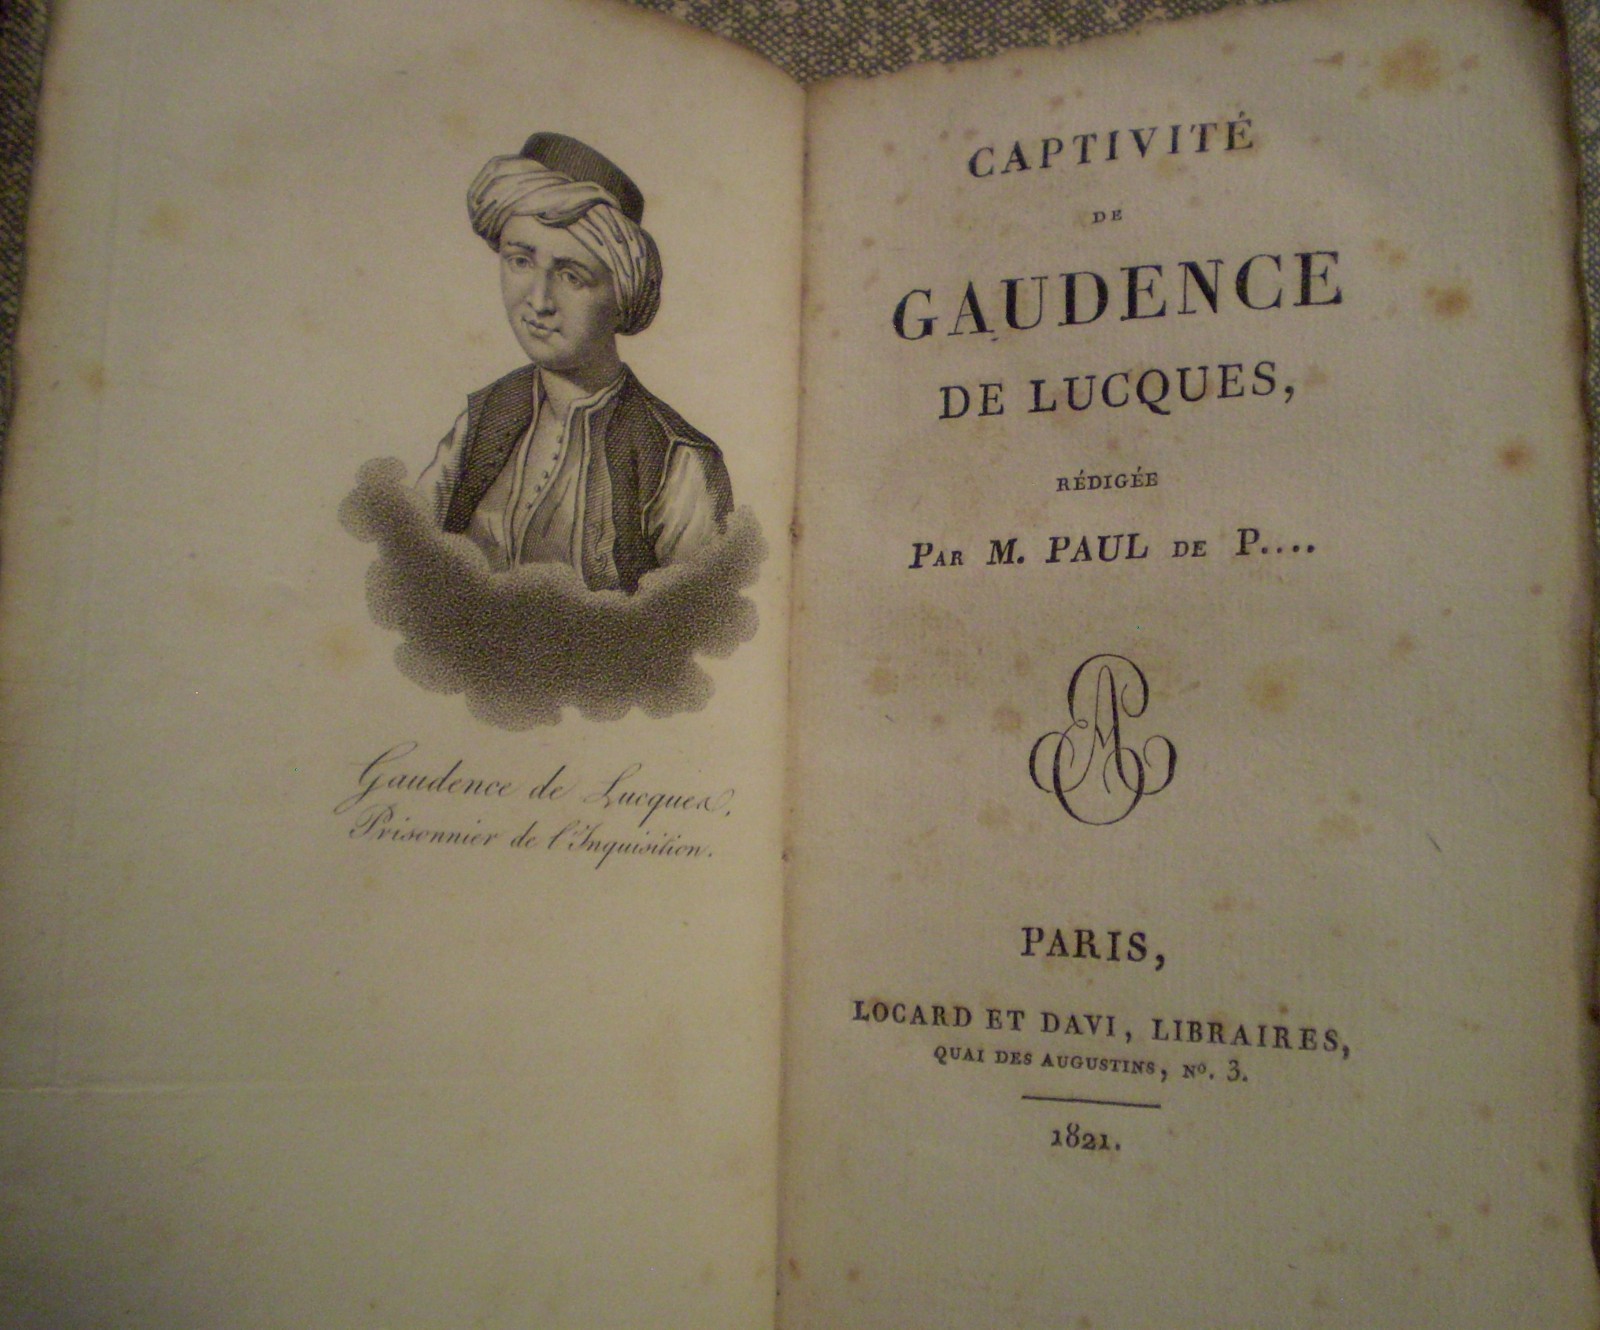 Gaudence de Lucques.
Prisonnier de l'Inquisition.
CAPTIVITÉ
DE
GAUDENCE
DE LUCQUES,
RÉDIGÉE
PAR M. PAUL DE P....
PARIS,
LOCARD ET DAVI, LIBRAIRES,
QUAI DES AUGUSTINS, Nº. 3.
1821.